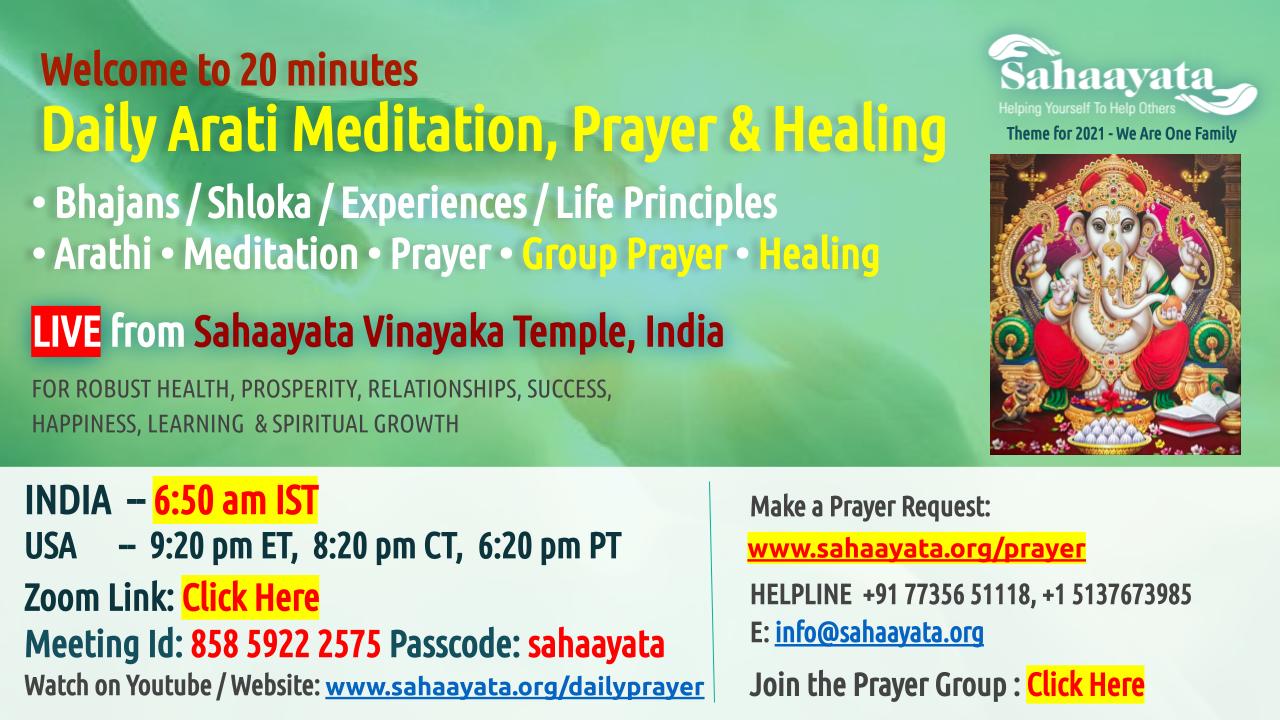 Welcome to 20 minutes
Daily Arati Meditation, Prayer & Healing
• Bhajans / Shloka / Experiences / Life Principles
• Arathi • Meditation • Prayer • Group Prayer • Healing
LIVE from Sahaayata Vinayaka Temple, India
FOR ROBUST HEALTH, PROSPERITY, RELATIONSHIPS, SUCCESS,
HAPPINESS, LEARNING & SPIRITUAL GROWTH
Sahaayata
Helping Yourself To Help Others
Theme for 2021 - We Are One Family
INDIA -- 6:50 am IST
USA -- 9:20 pm ET, 8:20 pm CT, 6:20 pm PT
Zoom Link: Click Here
Meeting Id: 858 5922 2575 Passcode: sahaayata
Watch on Youtube / Website: www.sahaayata.org/dailyprayer
Make a Prayer Request:
www.sahaayata.org/prayer
HELPLINE +91 77356 51118, +1 5137673985
E: info@sahaayata.org
Join the Prayer Group : Click Here